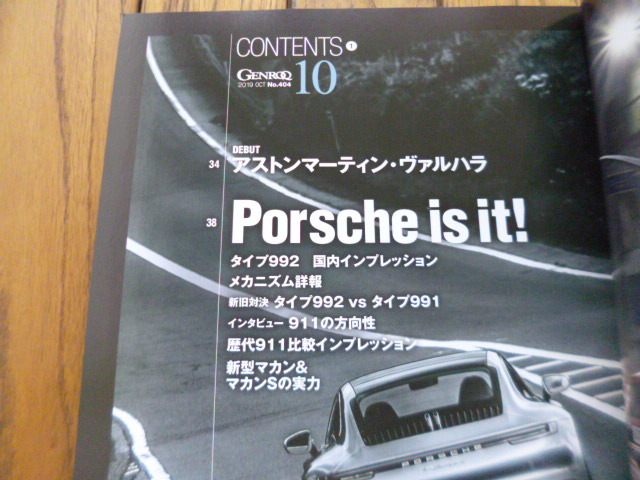 CONTENTS 1
GENROQ 10
2019 OCT No.404
DEBUT
34 アストンマーティン・ヴァルハラ
38 Porsche is it!
タイプ992 国内インプレッション
メカニズム詳報
新旧対決 タイプ992 vs タイプ991
インタビュー 911の方向性
歴代911比較インプレッション
新型マカン&
マカンSの実力
PORSCHE